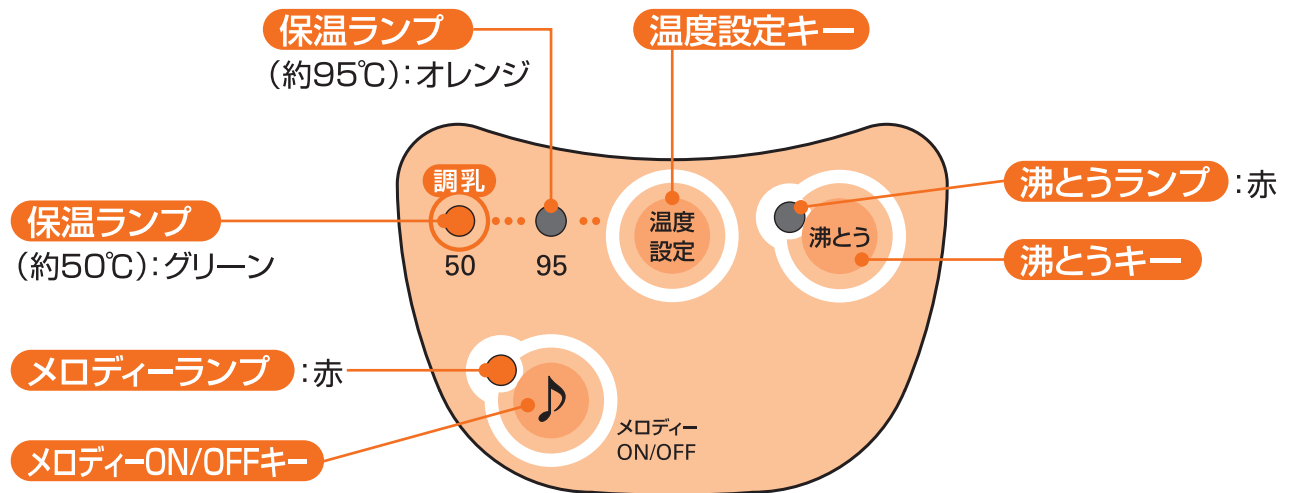 保温ランプ
(約95℃):オレンジ
温度設定キー
調乳
50
95
温度
設定
沸とう
沸とうランプ:赤
沸とうキー
保温ランプ
(約50℃):グリーン
メロディーランプ:赤
メロディーON/OFFキー
メロディー
ON/OFF